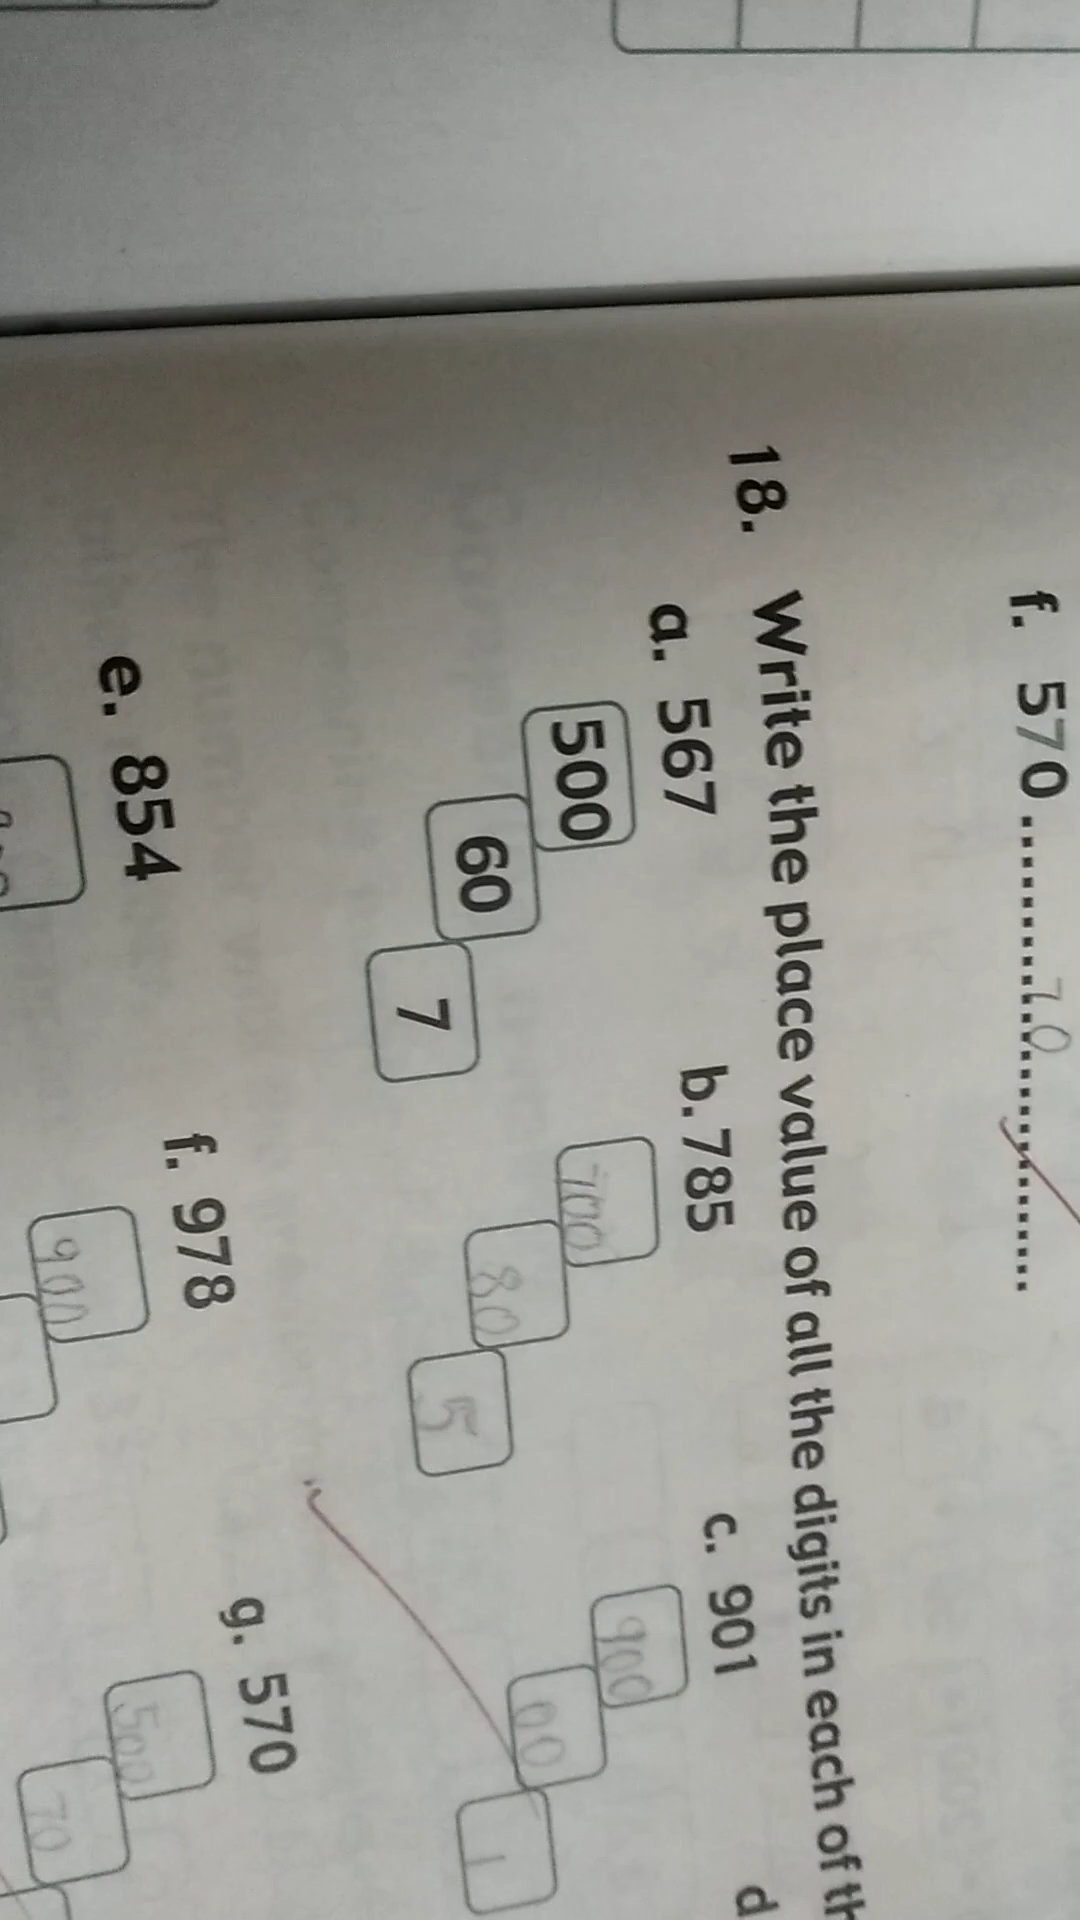 f. 570 .................... 70
18. Write the place value of all the digits in each of th
a. 567 b. 785 c. 901 d
500 700 900
60 80 00
7 5 1
e. 854 f. 978 g. 570
900 500
70